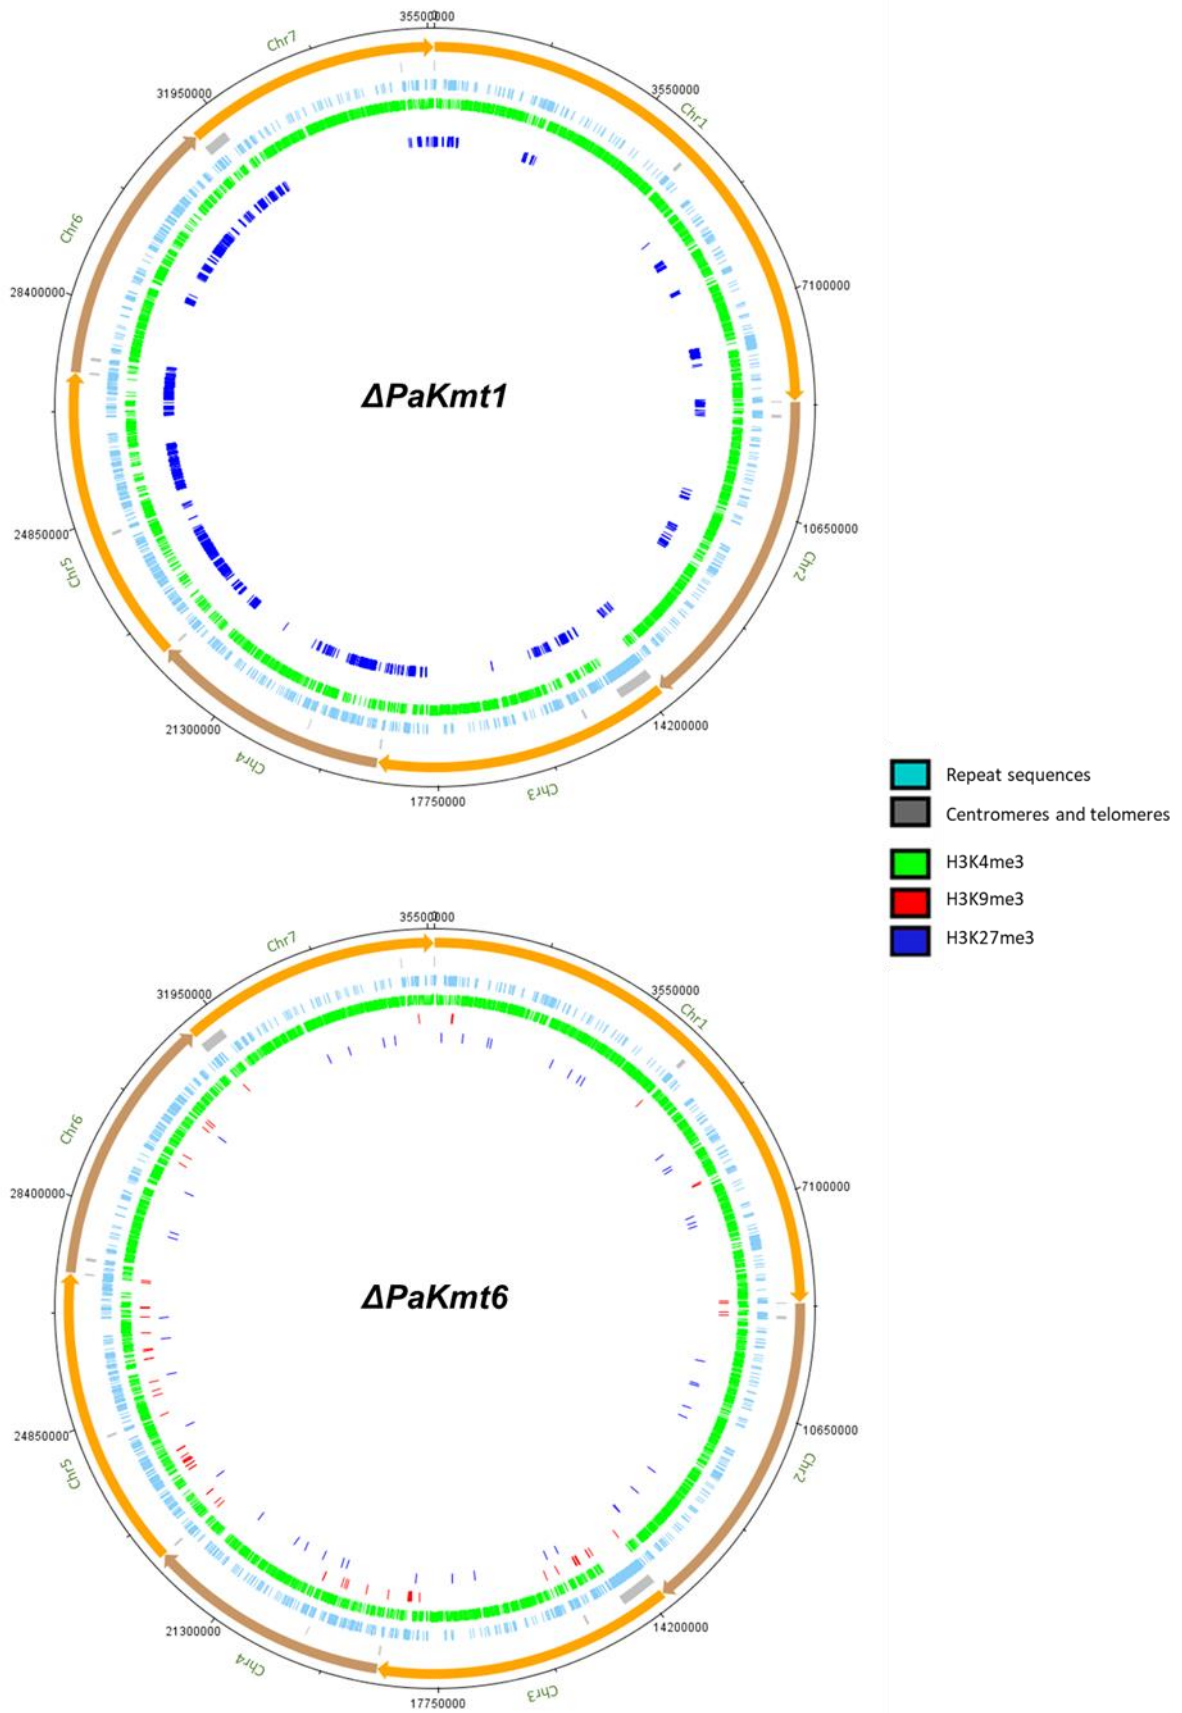 35500000
Chr7
31950000
3550000
Chr1
Chr6
28400000
7100000
ΔPaKmt1
24850000
10650000
Chr5
Chr2
21300000
14200000
Chr4
Chr3
17750000
Repeat sequences
Centromeres and telomeres
H3K4me3
H3K9me3
H3K27me3
35500000
Chr7
31950000
3550000
Chr1
Chr6
28400000
7100000
ΔPaKmt6
24850000
10650000
Chr5
Chr2
21300000
14200000
Chr4
Chr3
17750000